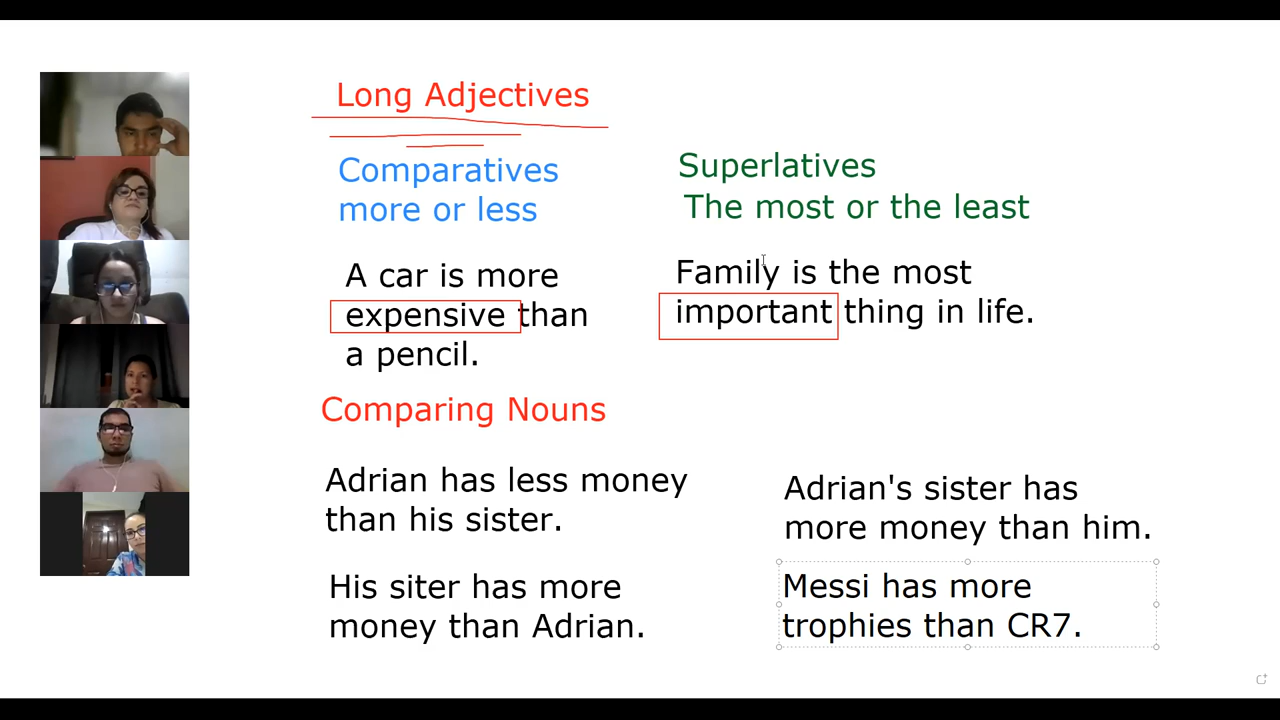 Long Adjectives
Comparatives
more or less
Superlatives
The most or the least
A car is more
expensive than
a pencil.
Family is the most
important thing in life.
Comparing Nouns
Adrian has less money
than his sister.
Adrian's sister has
more money than him.
His siter has more
money than Adrian.
Messi has more
trophies than CR7.